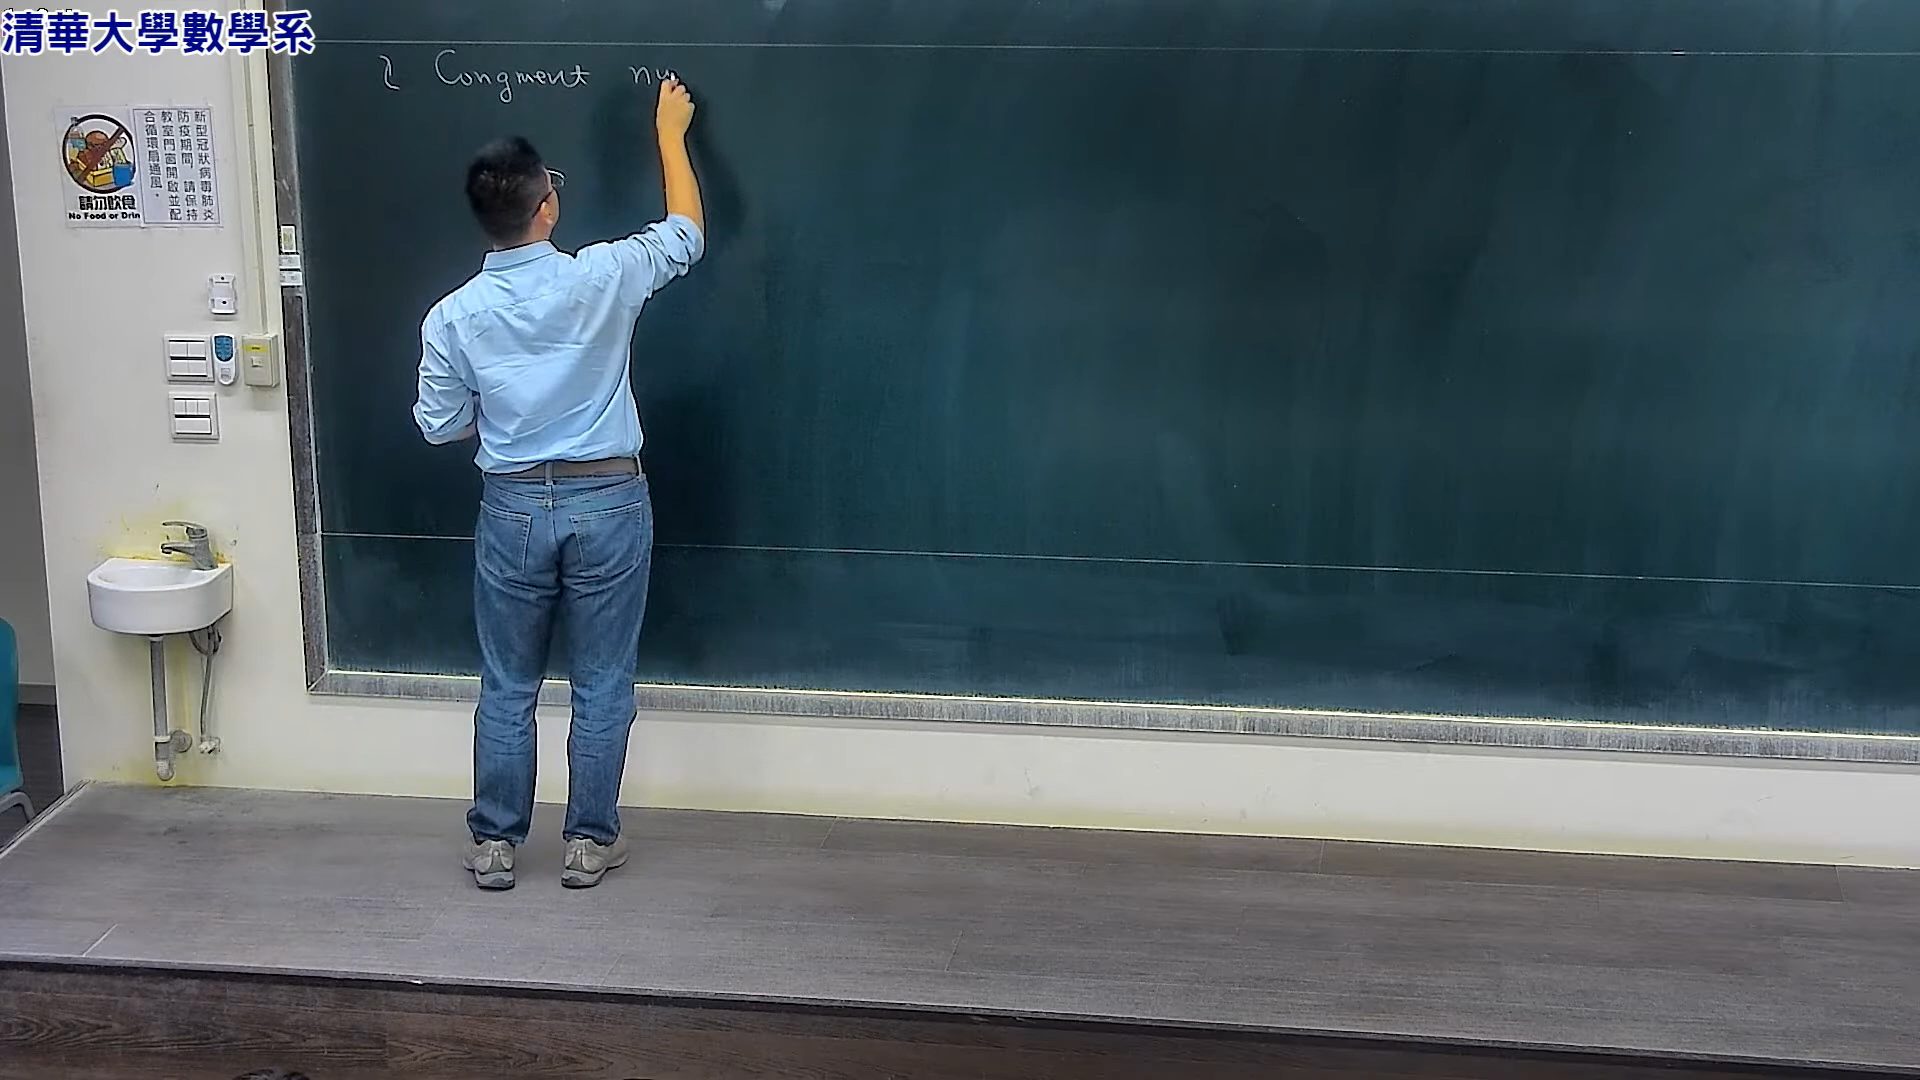 清華大學數學系
請勿飲食
No Food or Drin
新型冠狀病毒肺炎
防疫期間，請保持
教室門窗開啟並配
合循環扇通風。
Congruent nu